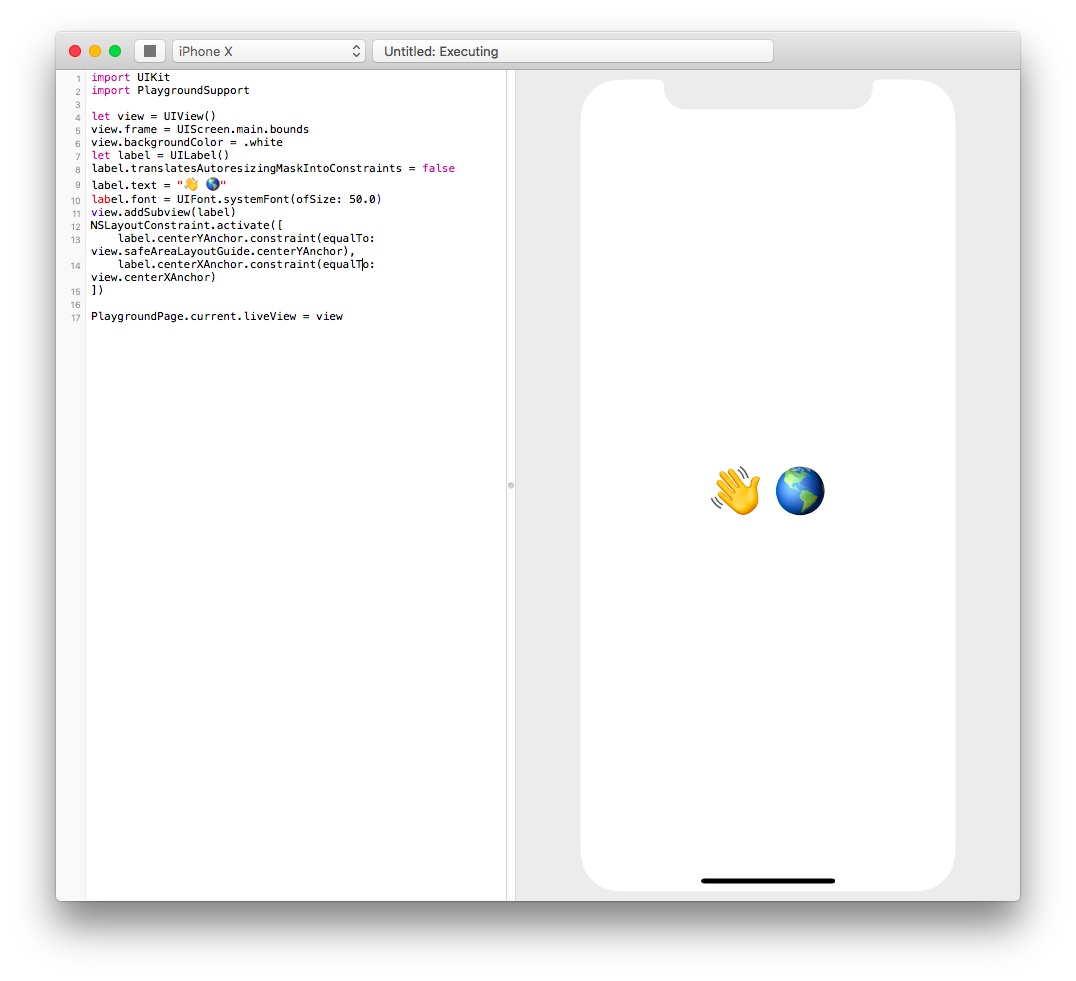 iPhone X
Untitled: Executing
1 import UIKit
2 import PlaygroundSupport
3
4 let view = UIView()
5 view.frame = UIScreen.main.bounds
6 view.backgroundColor = .white
7 let label = UILabel()
8 label.translatesAutoresizingMaskIntoConstraints = false
9 label.text = "👋 🌎"
10 label.font = UIFont.systemFont(ofSize: 50.0)
11 view.addSubview(label)
12 NSLayoutConstraint.activate([
13     label.centerYAnchor.constraint(equalTo:
view.safeAreaLayoutGuide.centerYAnchor),
14     label.centerXAnchor.constraint(equalTo:
view.centerXAnchor)
15 ])
16
17 PlaygroundPage.current.liveView = view
👋 🌎